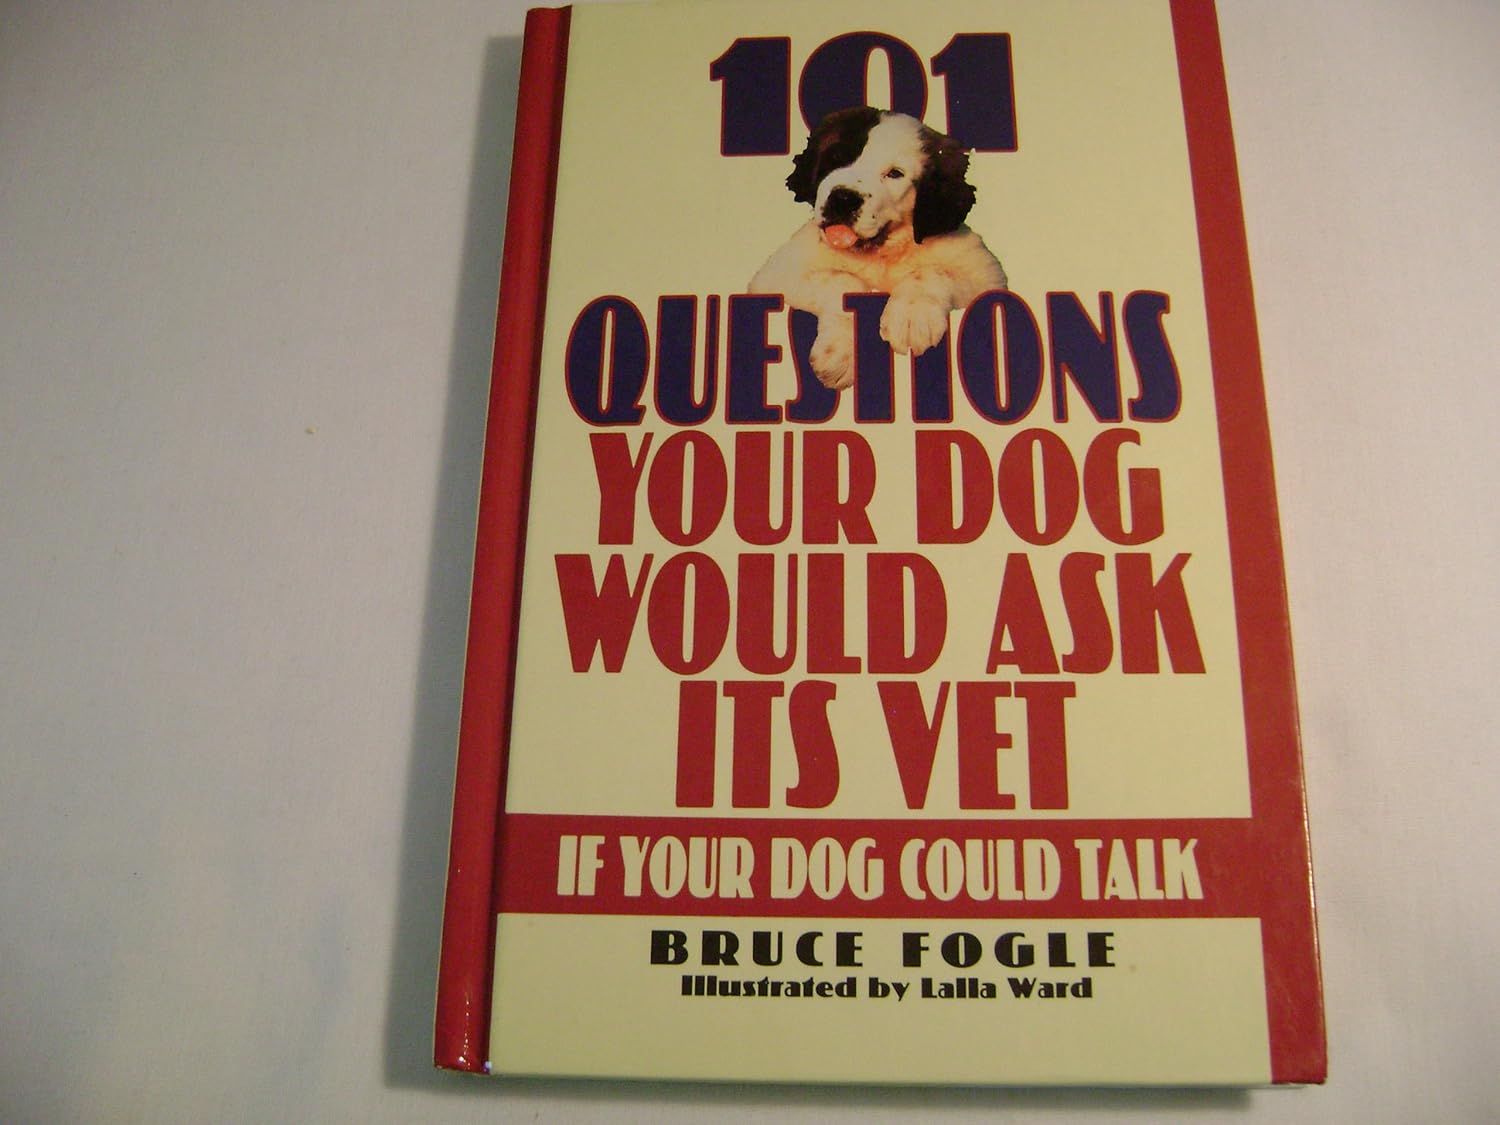 101
QUESTIONS
YOUR DOG
WOULD ASK
ITS VET
IF YOUR DOG COULD TALK
BRUCE FOGLE
Illustrated by Lalla Ward